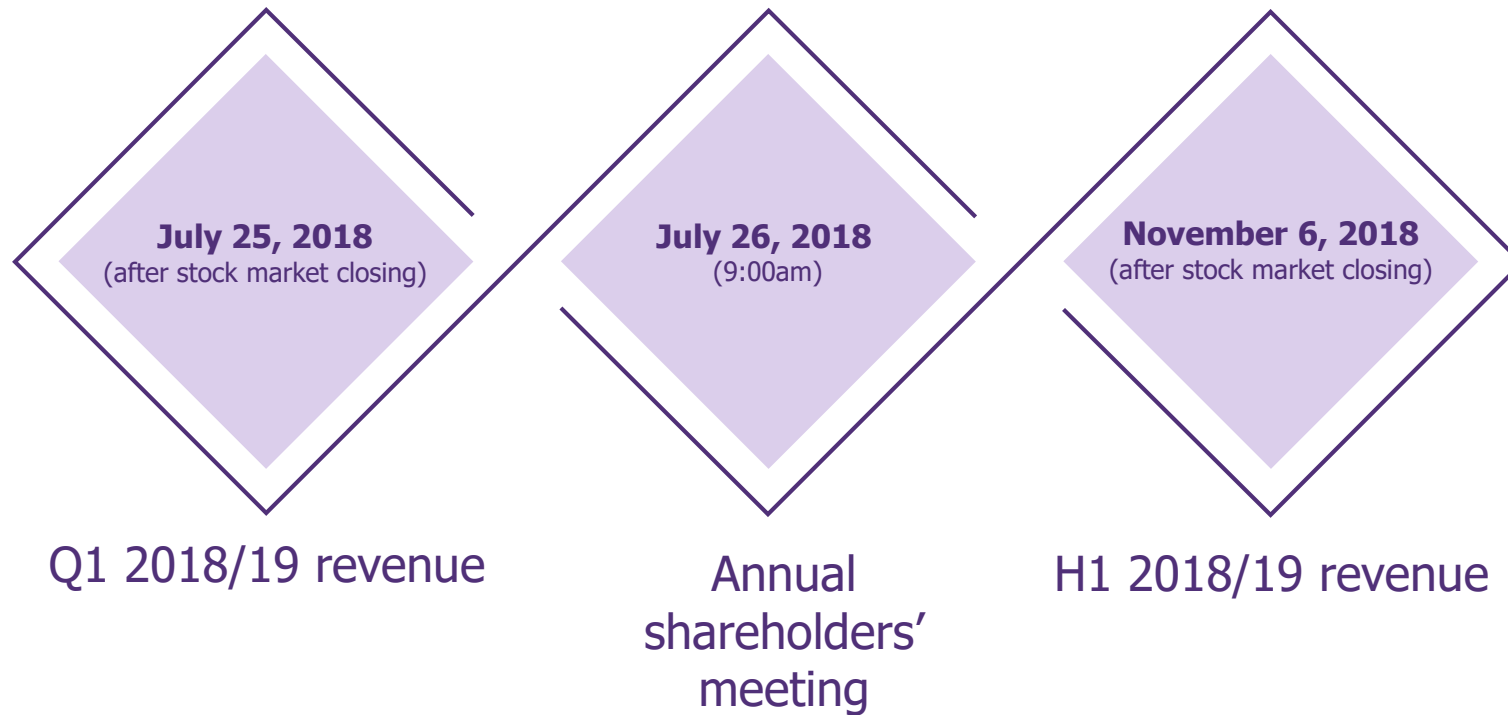 July 25, 2018
(after stock market closing)
Q1 2018/19 revenue
July 26, 2018
(9:00am)
Annual
shareholders’
meeting
November 6, 2018
(after stock market closing)
H1 2018/19 revenue